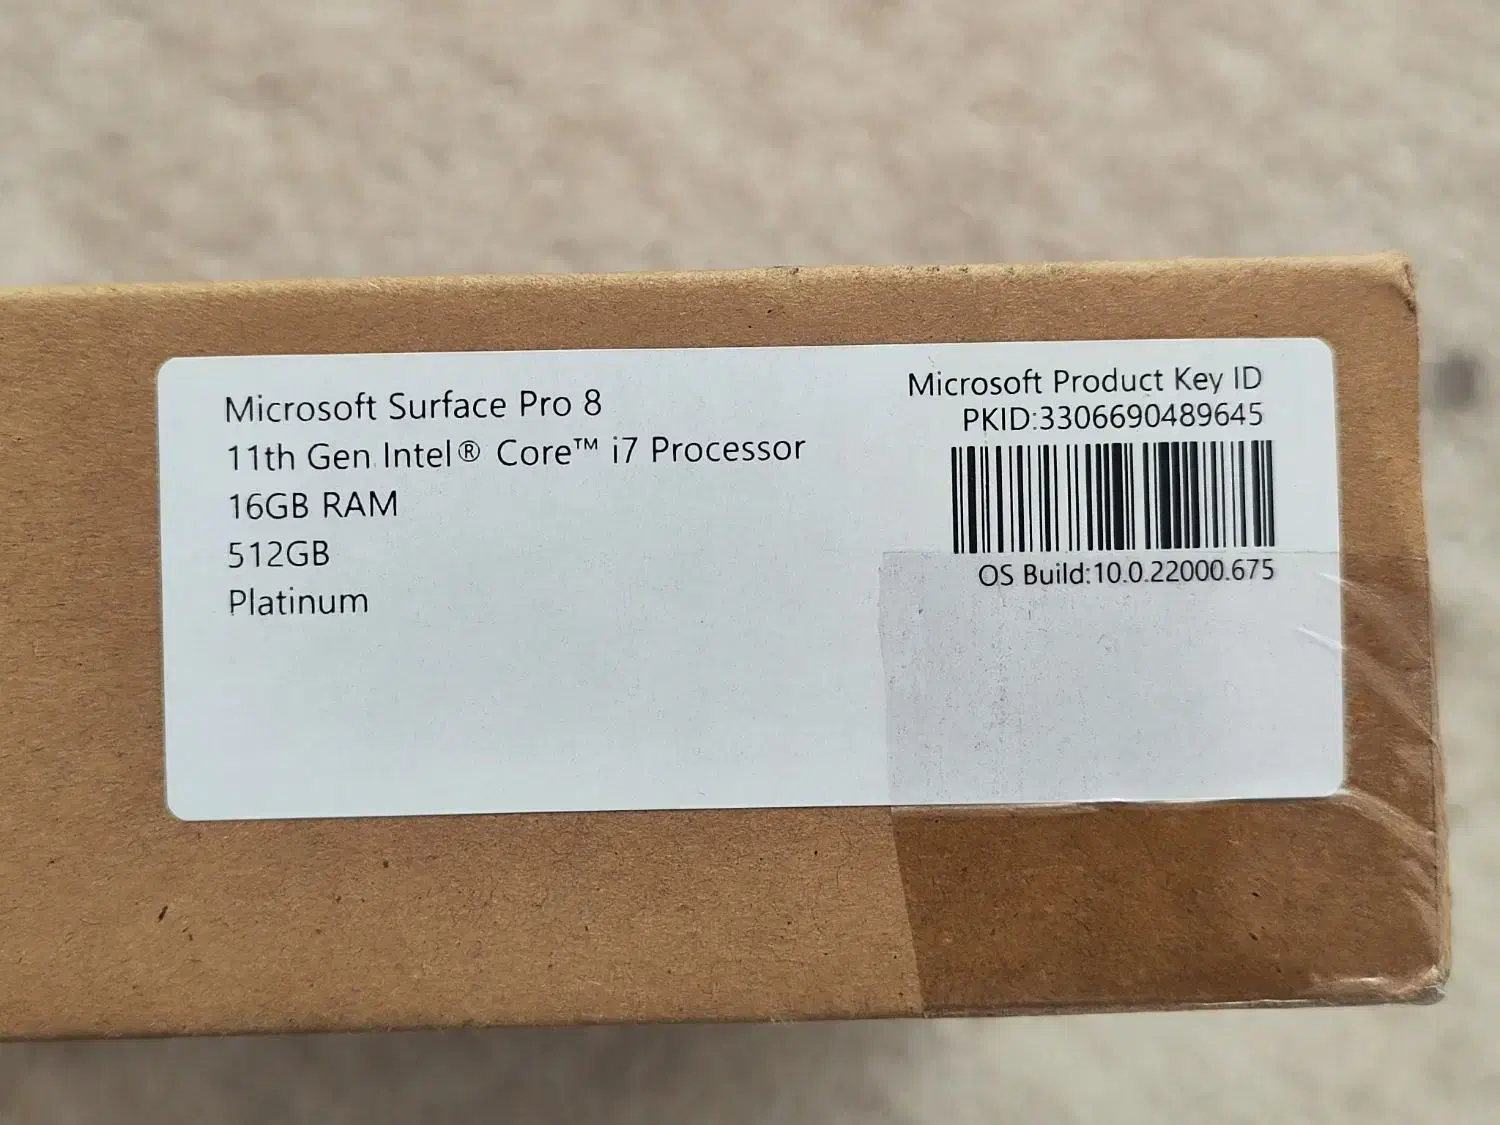 Microsoft Surface Pro 8
11th Gen Intel® Core™ i7 Processor
16GB RAM
512GB
Platinum
Microsoft Product Key ID
PKID:3306690489645
OS Build:10.0.22000.675